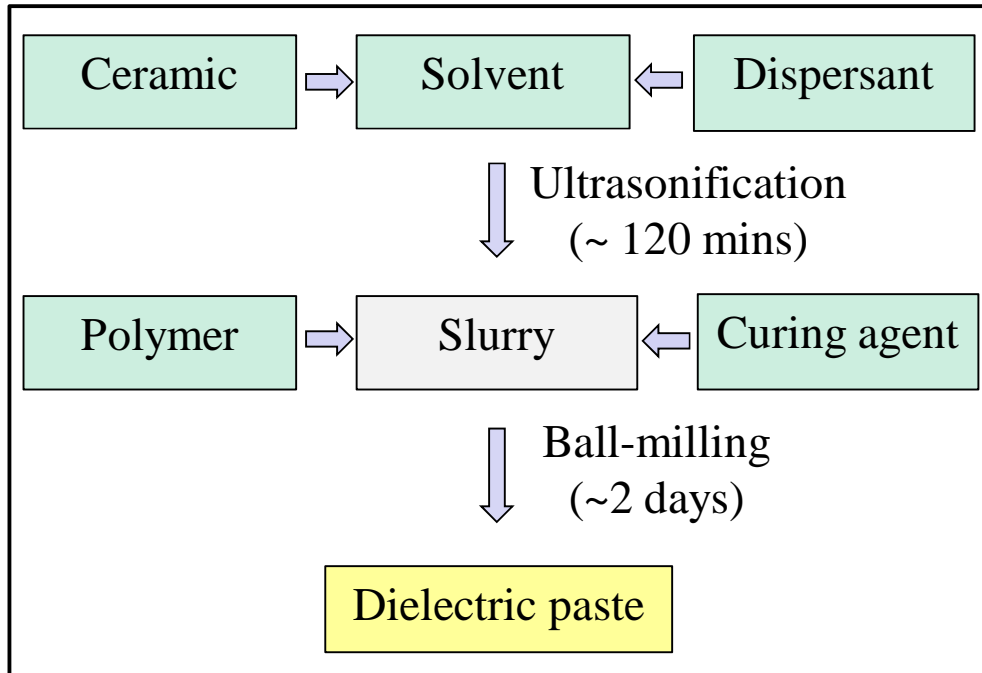 Ceramic
Solvent
Dispersant
Ultrasonification
(~ 120 mins)
Polymer
Slurry
Curing agent
Ball-milling
(~2 days)
Dielectric paste